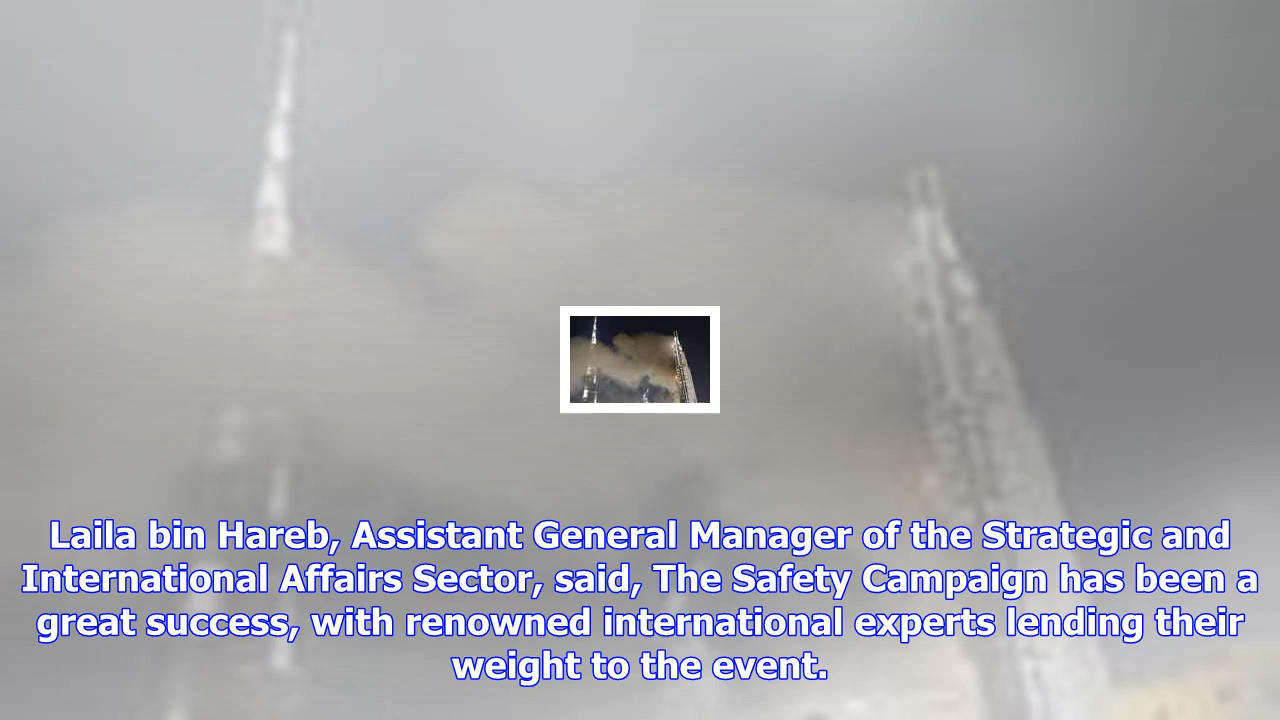 Laila bin Hareb, Assistant General Manager of the Strategic and
International Affairs Sector, said, The Safety Campaign has been a
great success, with renowned international experts lending their
weight to the event.